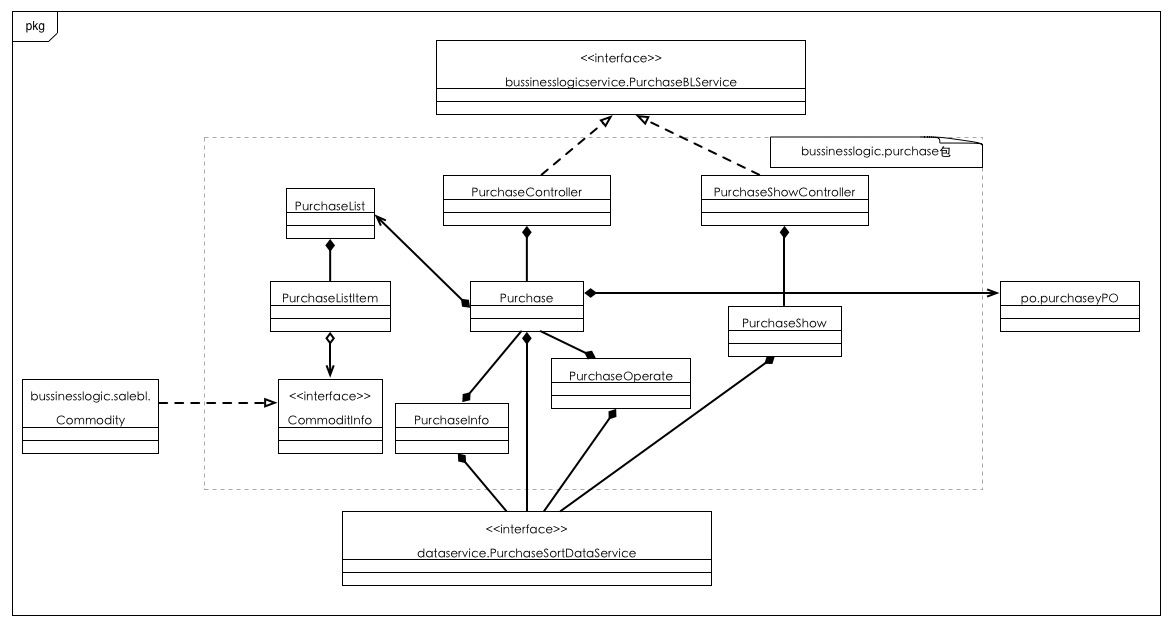 pkg
<<interface>>
bussinesslogicservice.PurchaseBLService
bussinesslogic.purchase包
PurchaseController
PurchaseShowController
PurchaseList
PurchaseListItem
Purchase
po.purchaseyPO
PurchaseShow
PurchaseOperate
bussinesslogic.salebl.
Commodity
<<interface>>
CommoditInfo
PurchaseInfo
<<interface>>
dataservice.PurchaseSortDataService